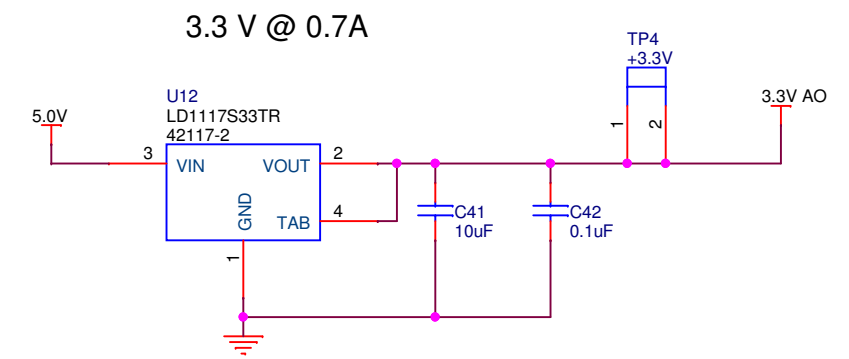 3.3 V @ 0.7A
TP4
+3.3V
U12
LD1117S33TR
42117-2
5.0V
3.3V AO
1
2
3
VIN
VOUT
2
GND
TAB
4
1
C41
10uF
C42
0.1uF